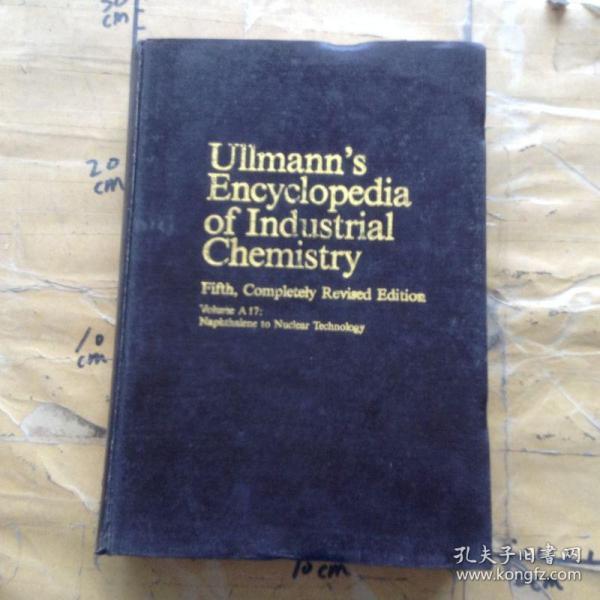 30
cm
20
cm
10
cm
Ullmann's
Encyclopedia
of Industrial
Chemistry
Fifth, Completely Revised Edition
Volume A 17:
Naphthalene to Nuclear Technology
10 cm
孔夫子旧书网
www.kongfz.com